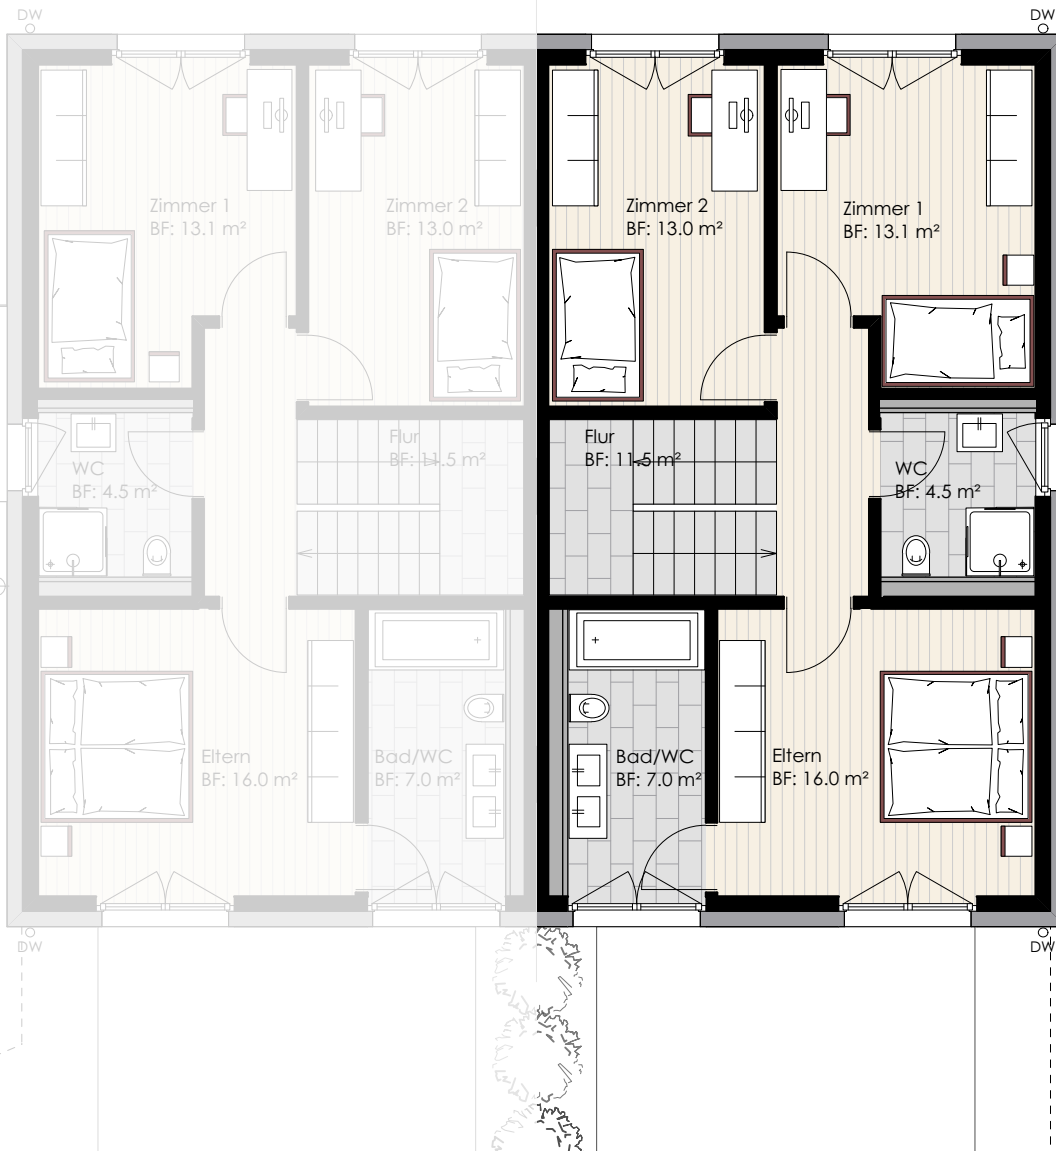 DW
DW
Zimmer 1
BF: 13.1 m²
Zimmer 2
BF: 13.0 m²
Zimmer 2
BF: 13.0 m²
Zimmer 1
BF: 13.1 m²
Flur
BF: 11.5 m²
Flur
BF: 11.5 m²
WC
BF: 4.5 m²
WC
BF: 4.5 m²
Eltern
BF: 16.0 m²
Bad/WC
BF: 7.0 m²
Bad/WC
BF: 7.0 m²
Eltern
BF: 16.0 m²
DW
DW